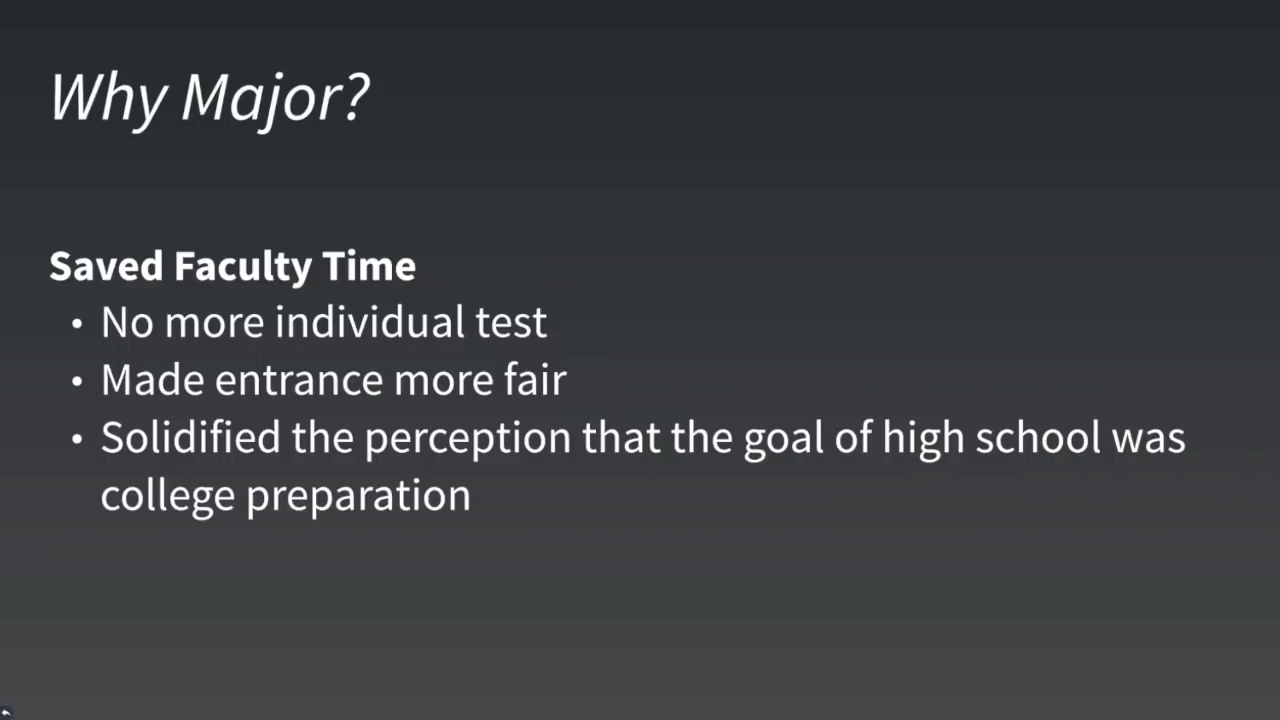 Why Major?
Saved Faculty Time
• No more individual test
• Made entrance more fair
• Solidified the perception that the goal of high school was
college preparation